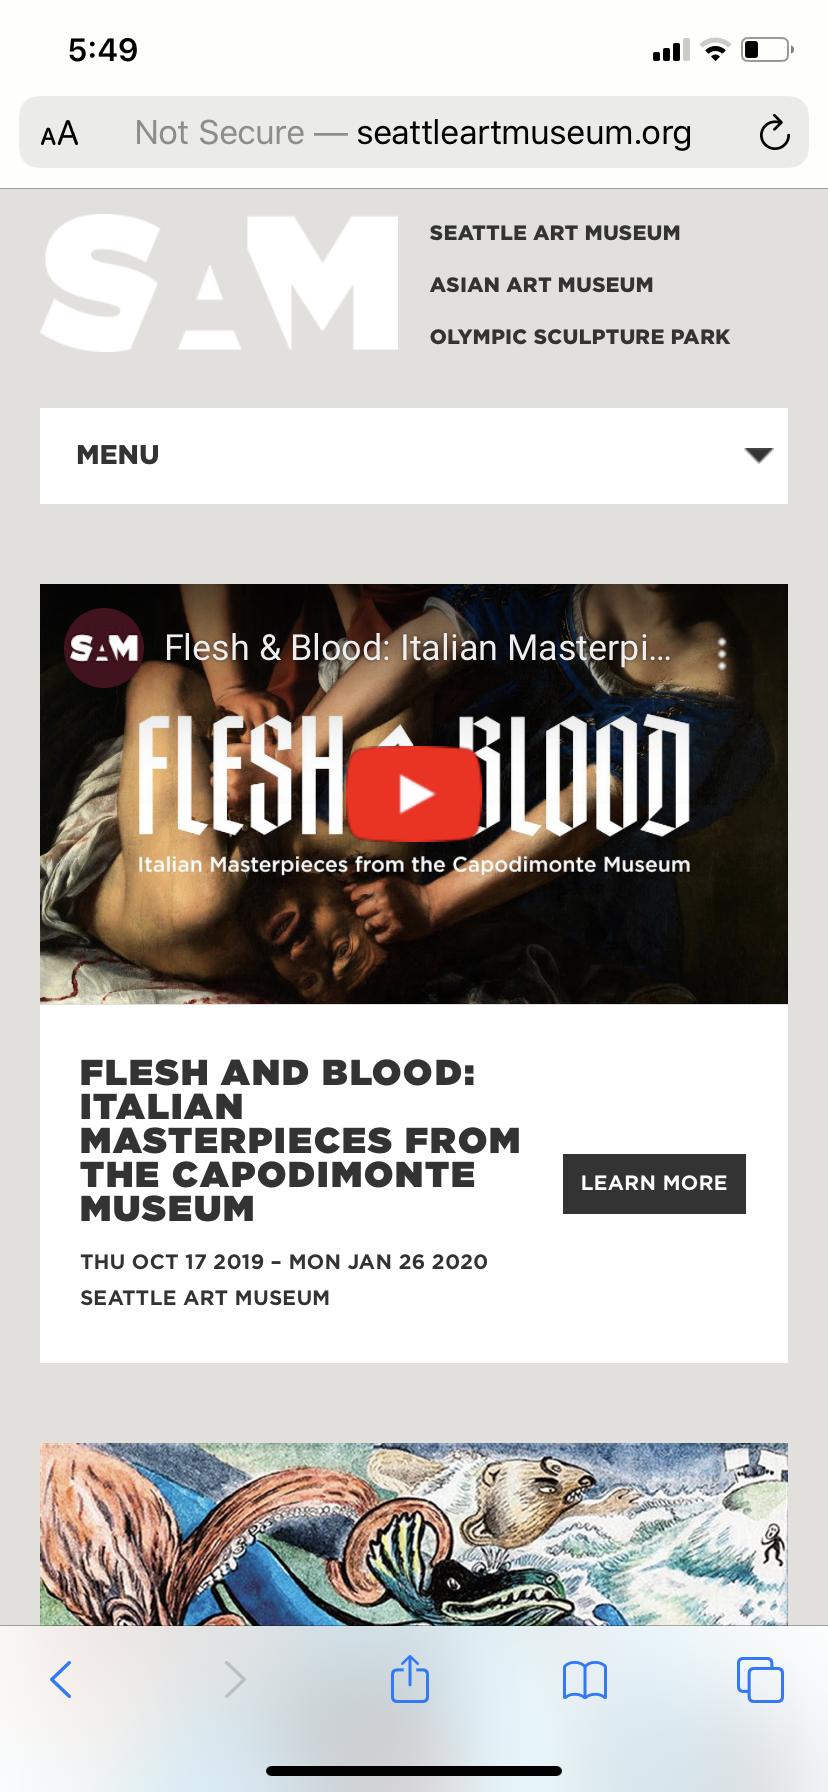 5:49
AA Not Secure — seattleartmuseum.org
SAM
SEATTLE ART MUSEUM
ASIAN ART MUSEUM
OLYMPIC SCULPTURE PARK
MENU
SAM Flesh & Blood: Italian Masterpi...
FLESH & BLOOD
Italian Masterpieces from the Capodimonte Museum
FLESH AND BLOOD:
ITALIAN
MASTERPIECES FROM
THE CAPODIMONTE
MUSEUM
LEARN MORE
THU OCT 17 2019 – MON JAN 26 2020
SEATTLE ART MUSEUM